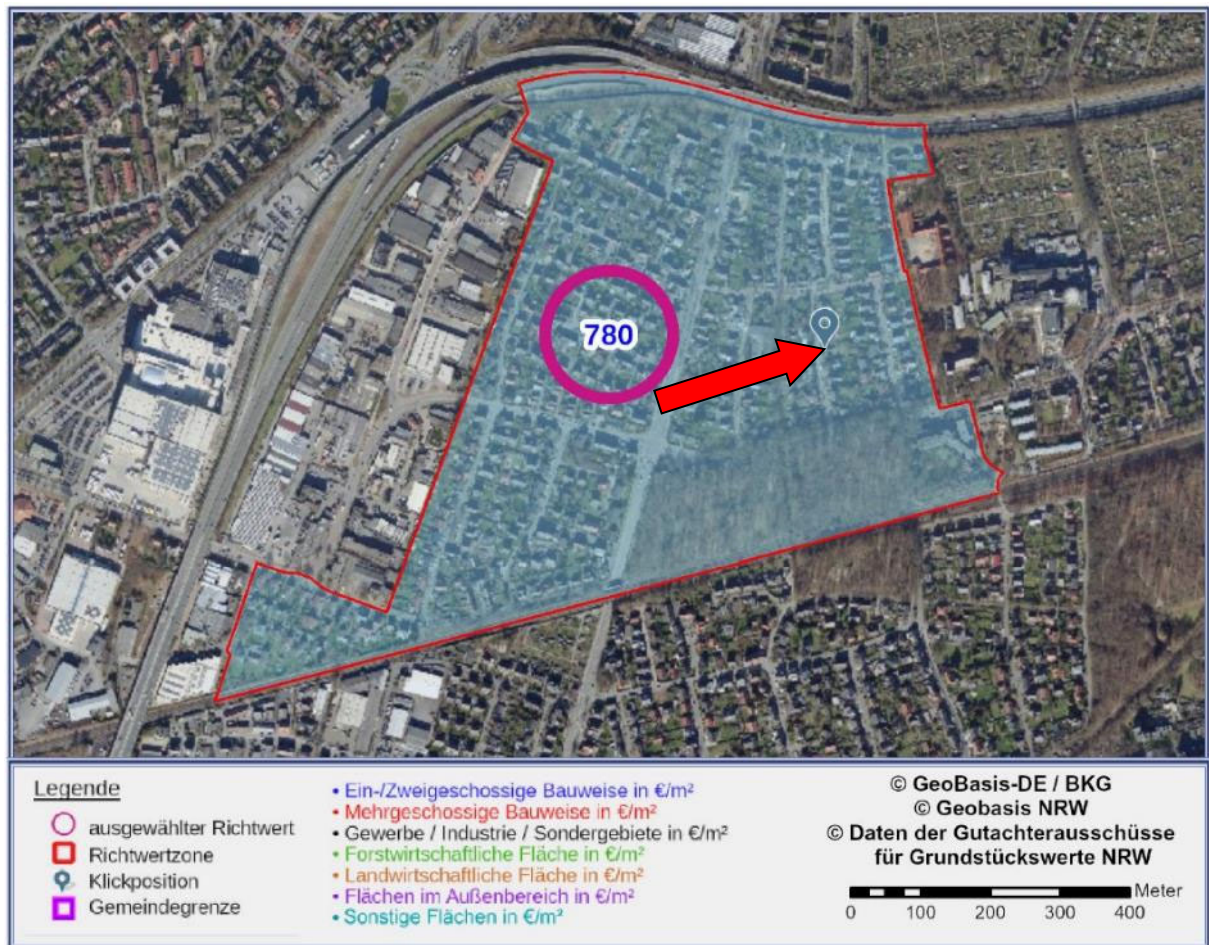 780
Legende
ausgewählter Richtwert
Richtwertzone
Klickposition
Gemeindegrenze
• Ein-/Zweigeschossige Bauweise in €/m²
• Mehrgeschossige Bauweise in €/m²
• Gewerbe / Industrie / Sondergebiete in €/m²
• Forstwirtschaftliche Fläche in €/m²
• Landwirtschaftliche Fläche in €/m²
• Flächen im Außenbereich in €/m²
• Sonstige Flächen in €/m²
© GeoBasis-DE / BKG
© Geobasis NRW
© Daten der Gutachterausschüsse
für Grundstückswerte NRW
Meter
0 100 200 300 400